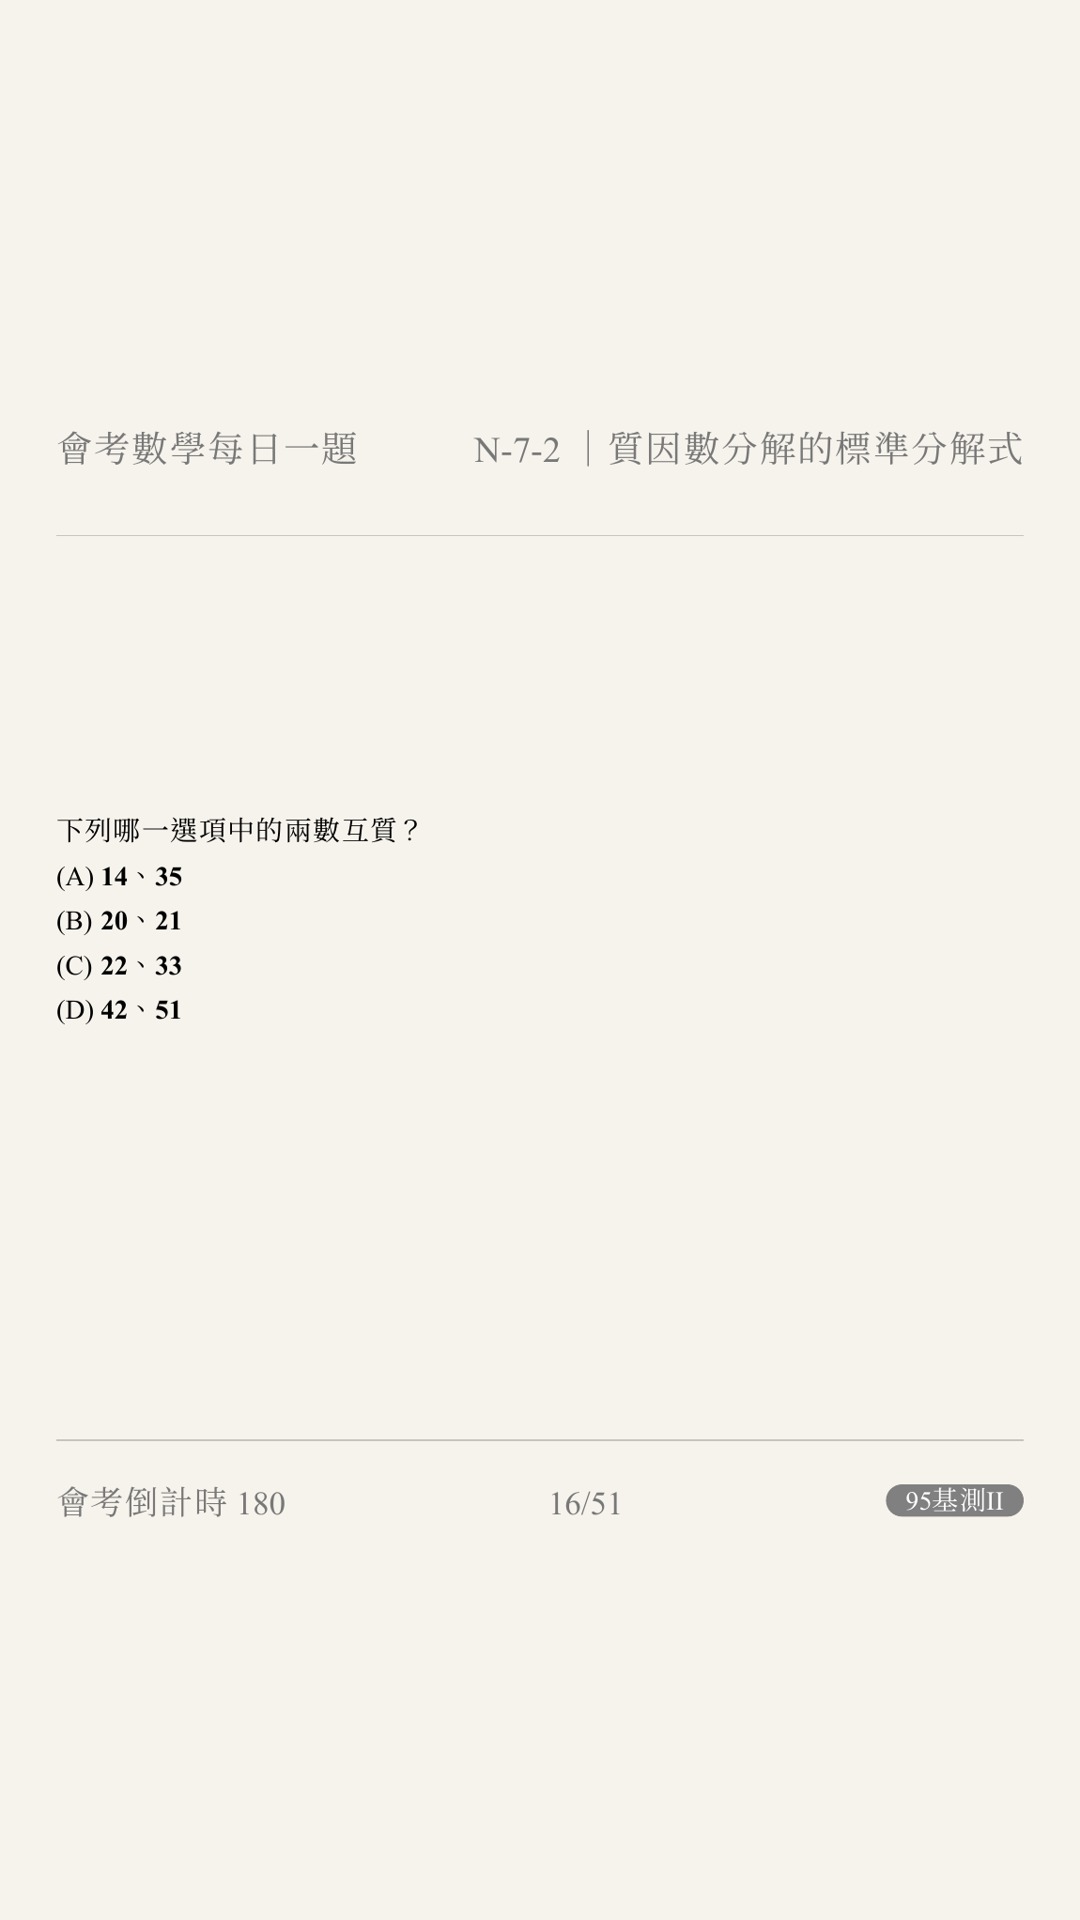 會考數學每日一題
N-7-2｜質因數分解的標準分解式
下列哪一選項中的兩數互質？
(A) 14、35
(B) 20、21
(C) 22、33
(D) 42、51
會考倒計時 180
16/51
95基測II